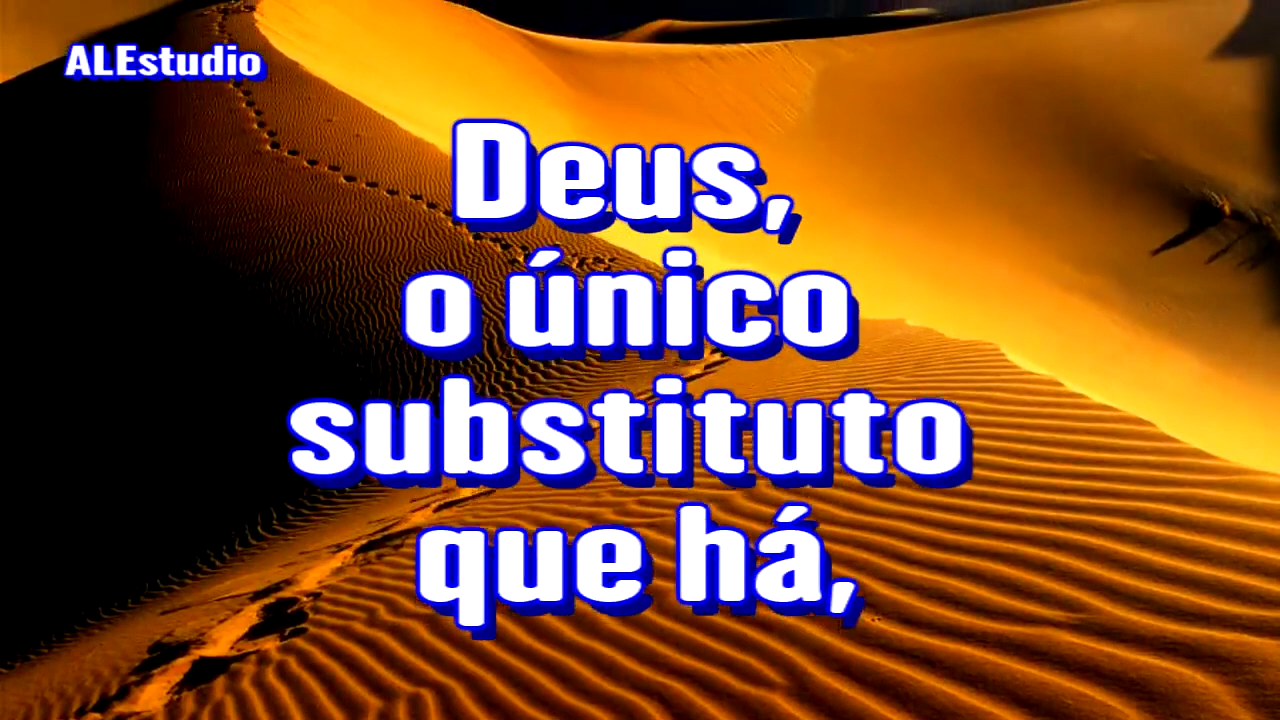 ALEstudio
Deus,
o único
substituto
que há,